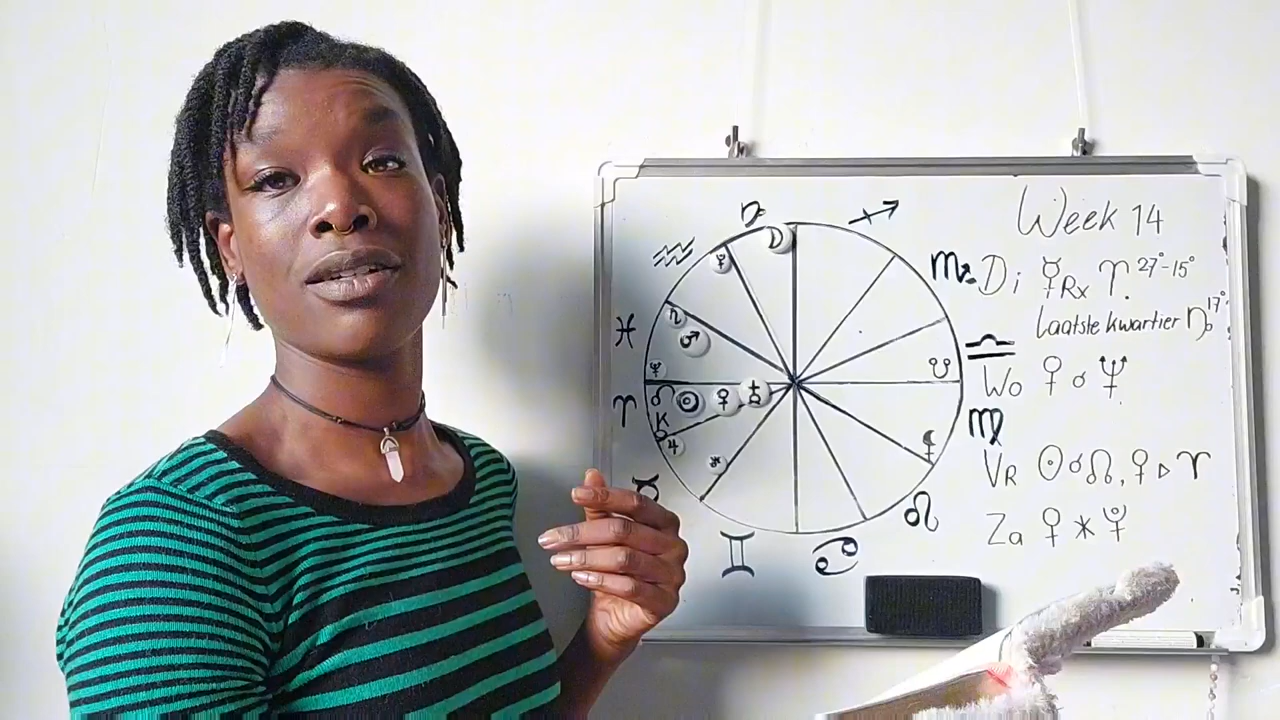 Week 14
Di ☿Rx ♈. 27°-15°
laatste kwartier ♑ 17°
Wo ♀ ☌ ♆
VR ☉ ☌ ☊, ♀ ▹ ♈
Za ♀ ⚹ ♇
♑ ♐
♒ ♏
♓ ♎
♈ ♍
♉ ♌
♊ ♋
☽
♇
♄
♂
♆ ☋
☊ ☉ ♀ ☿
K
♃ ⚸